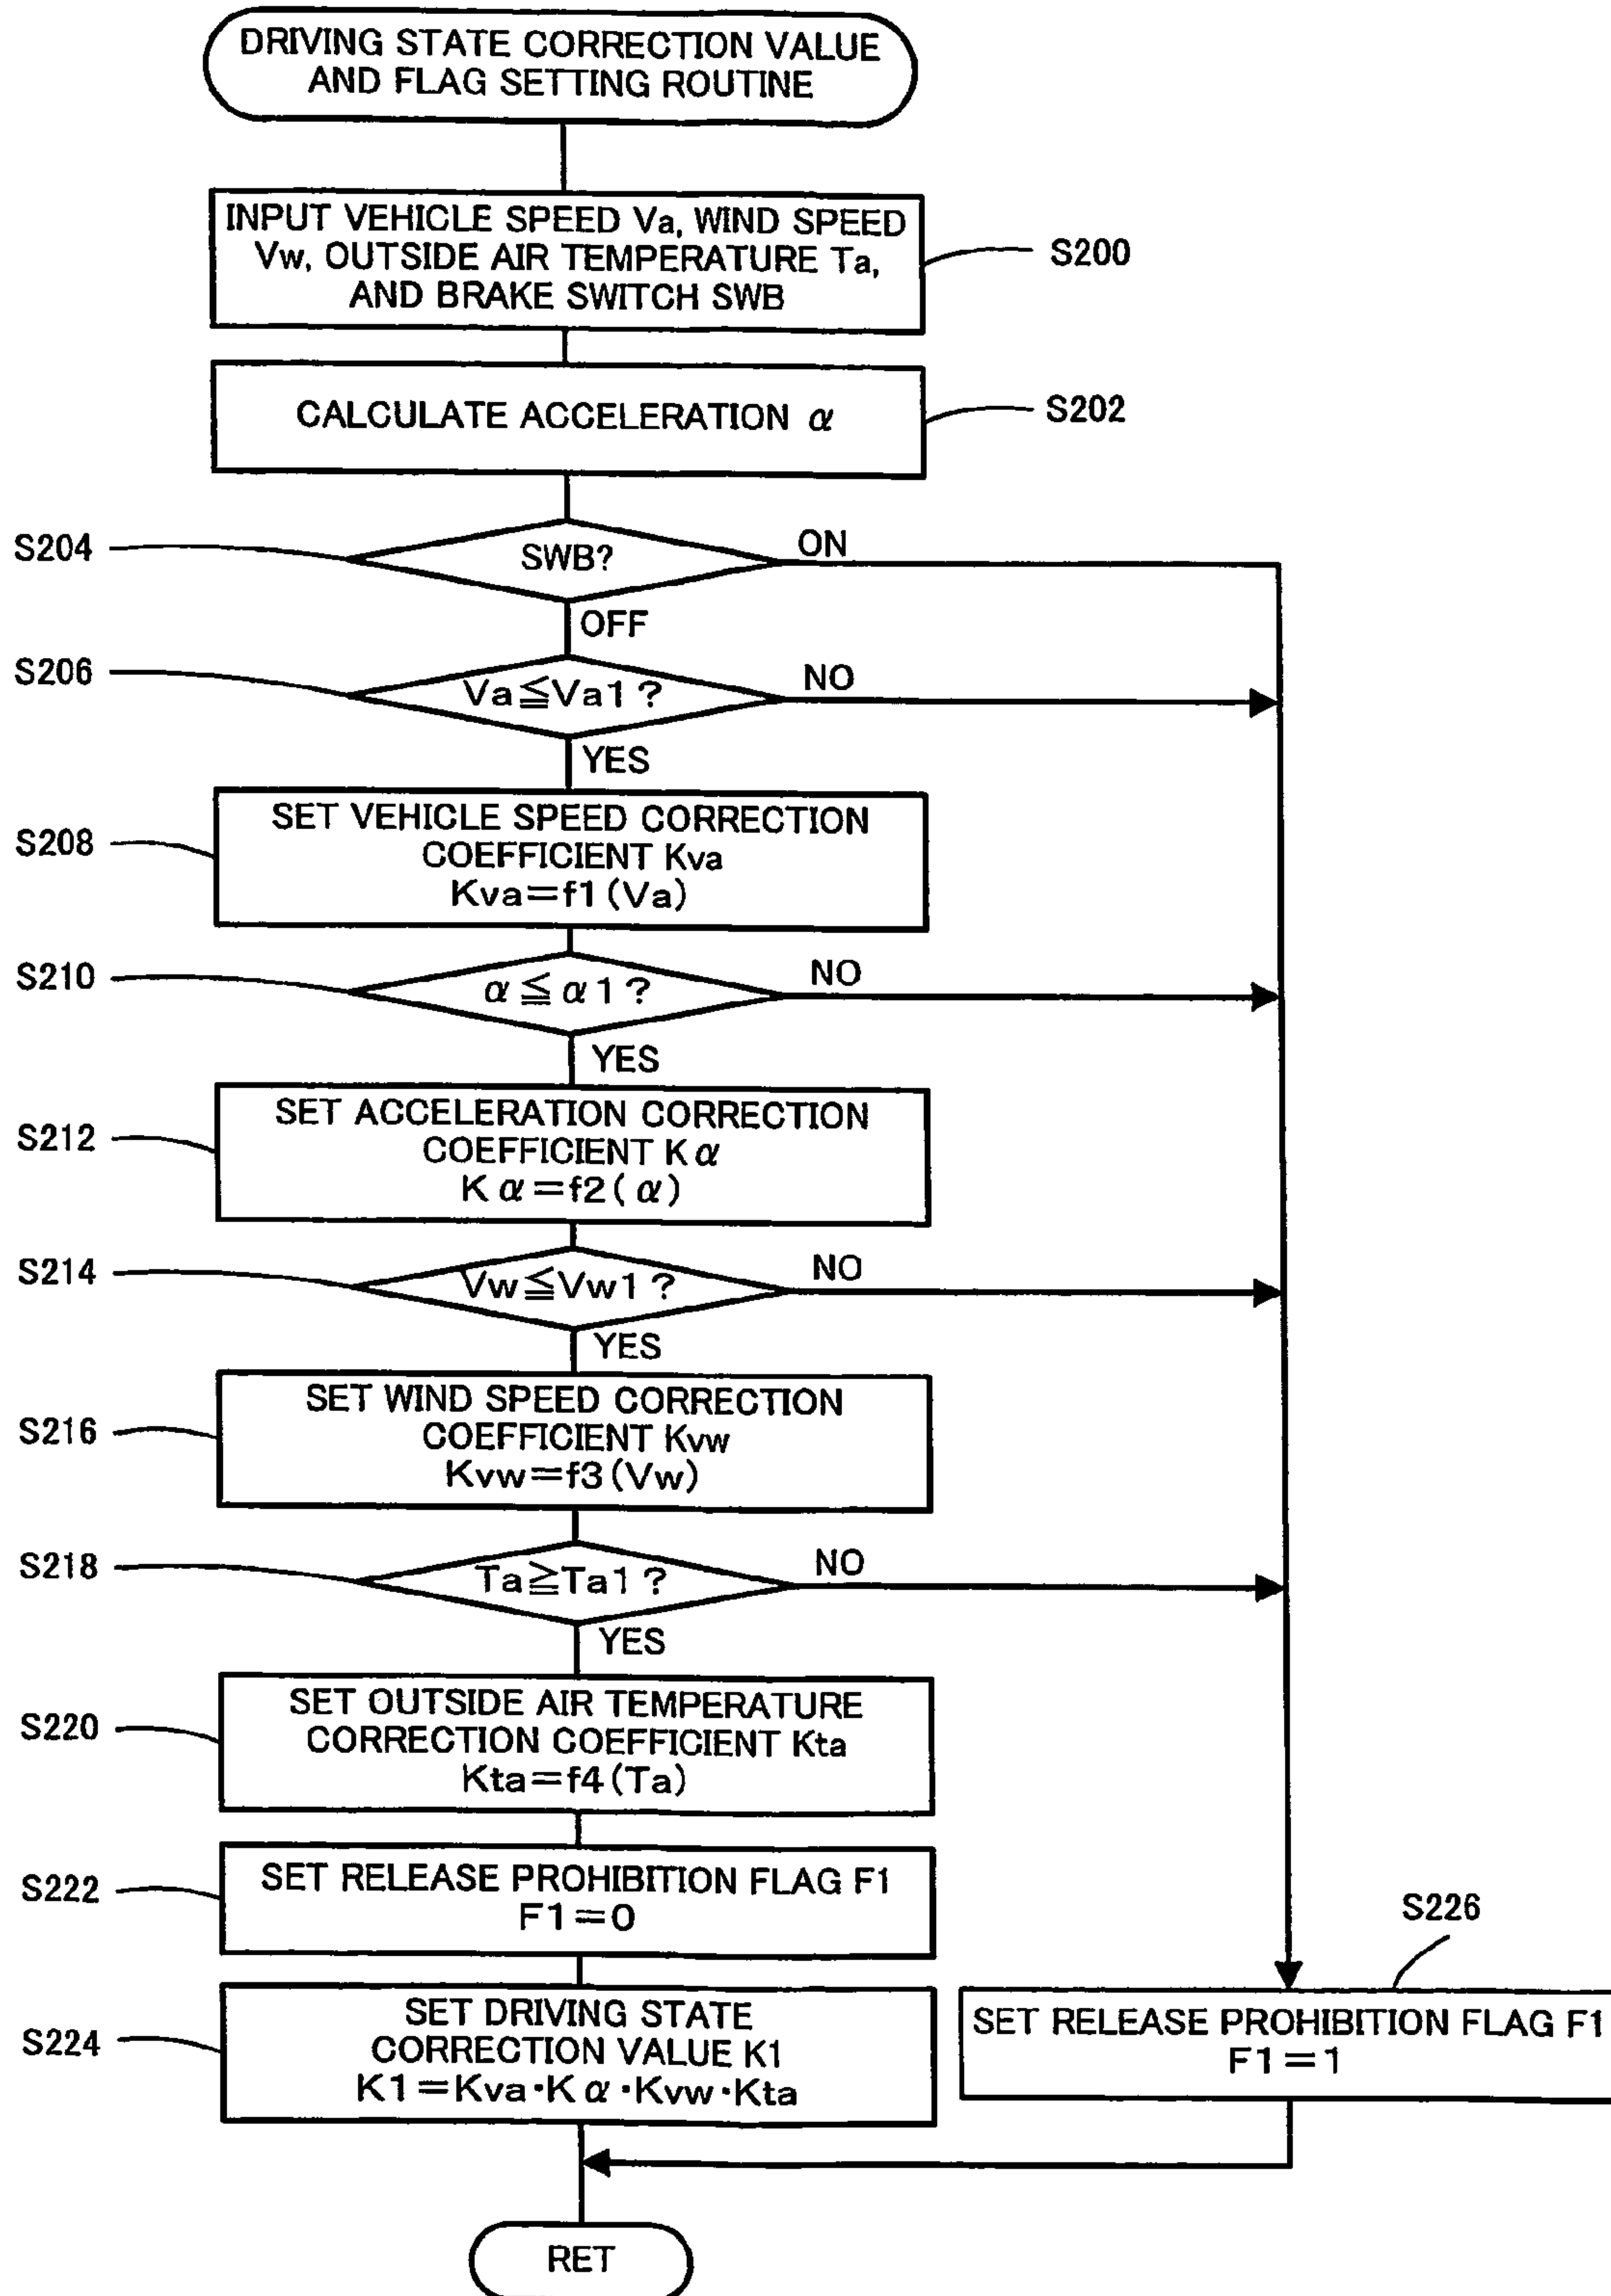 DRIVING STATE CORRECTION VALUE
AND FLAG SETTING ROUTINE
INPUT VEHICLE SPEED Va, WIND SPEED
Vw, OUTSIDE AIR TEMPERATURE Ta,
AND BRAKE SWITCH SWB
S200
CALCULATE ACCELERATION α
S202
S204
SWB?
ON
OFF
S206
Va≦Va1?
NO
YES
S208
SET VEHICLE SPEED CORRECTION
COEFFICIENT Kva
Kva=f1(Va)
S210
α≦α1?
NO
YES
S212
SET ACCELERATION CORRECTION
COEFFICIENT Kα
Kα=f2(α)
S214
Vw≦Vw1?
NO
YES
S216
SET WIND SPEED CORRECTION
COEFFICIENT Kvw
Kvw=f3(Vw)
S218
Ta≧Ta1?
NO
YES
S220
SET OUTSIDE AIR TEMPERATURE
CORRECTION COEFFICIENT Kta
Kta=f4(Ta)
S222
SET RELEASE PROHIBITION FLAG F1
F1=0
S224
SET DRIVING STATE
CORRECTION VALUE K1
K1=Kva·Kα·Kvw·Kta
S226
SET RELEASE PROHIBITION FLAG F1
F1=1
RET